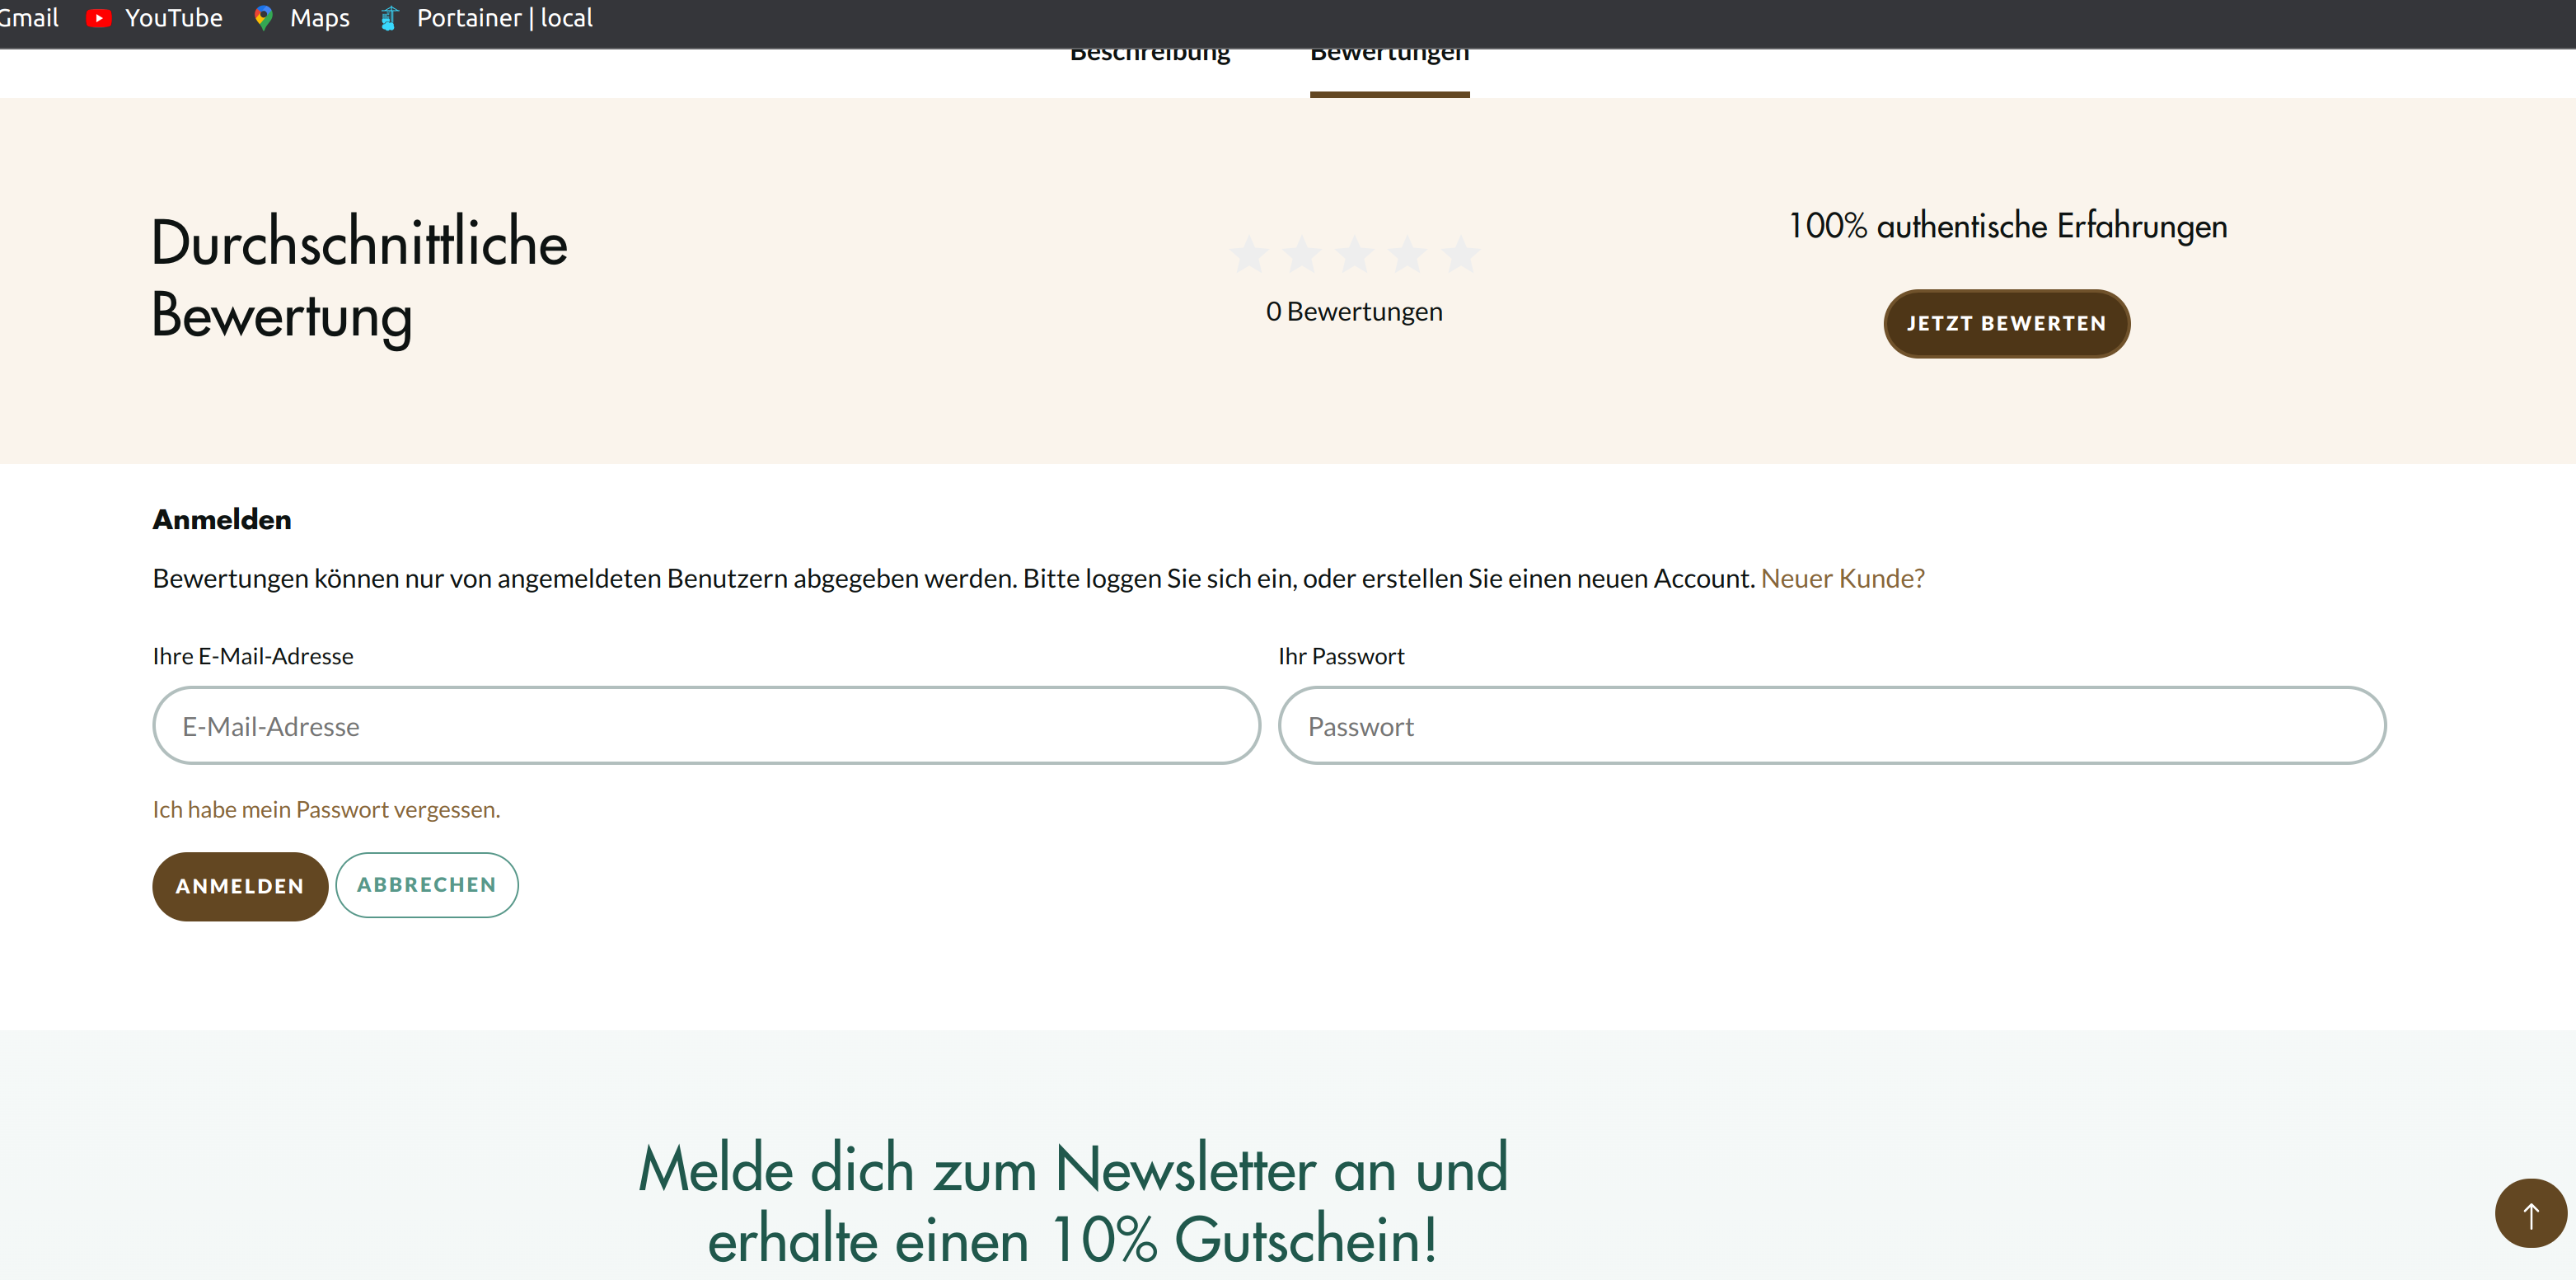 Gmail YouTube Maps Portainer | local
Beschreibung Bewertungen
Durchschnittliche
Bewertung
0 Bewertungen
100% authentische Erfahrungen
JETZT BEWERTEN
Anmelden
Bewertungen können nur von angemeldeten Benutzern abgegeben werden. Bitte loggen Sie sich ein, oder erstellen Sie einen neuen Account. Neuer Kunde?
Ihre E-Mail-Adresse Ihr Passwort
E-Mail-Adresse Passwort
Ich habe mein Passwort vergessen.
ANMELDEN ABBRECHEN
Melde dich zum Newsletter an und
erhalte einen 10% Gutschein!